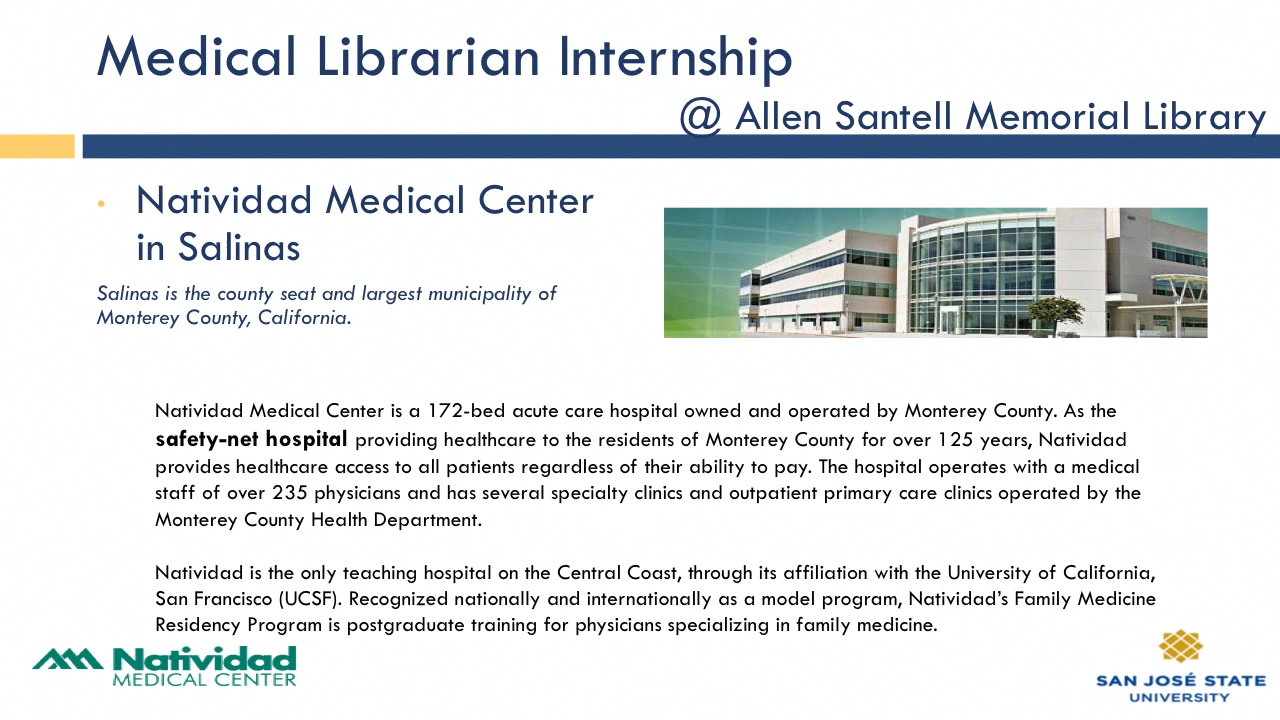 Medical Librarian Internship
@ Allen Santell Memorial Library
• Natividad Medical Center
in Salinas
Salinas is the county seat and largest municipality of
Monterey County, California.
Natividad Medical Center is a 172-bed acute care hospital owned and operated by Monterey County. As the
safety-net hospital providing healthcare to the residents of Monterey County for over 125 years, Natividad
provides healthcare access to all patients regardless of their ability to pay. The hospital operates with a medical
staff of over 235 physicians and has several specialty clinics and outpatient primary care clinics operated by the
Monterey County Health Department.
Natividad is the only teaching hospital on the Central Coast, through its affiliation with the University of California,
San Francisco (UCSF). Recognized nationally and internationally as a model program, Natividad’s Family Medicine
Residency Program is postgraduate training for physicians specializing in family medicine.
Natividad
MEDICAL CENTER
SAN JOSÉ STATE
UNIVERSITY